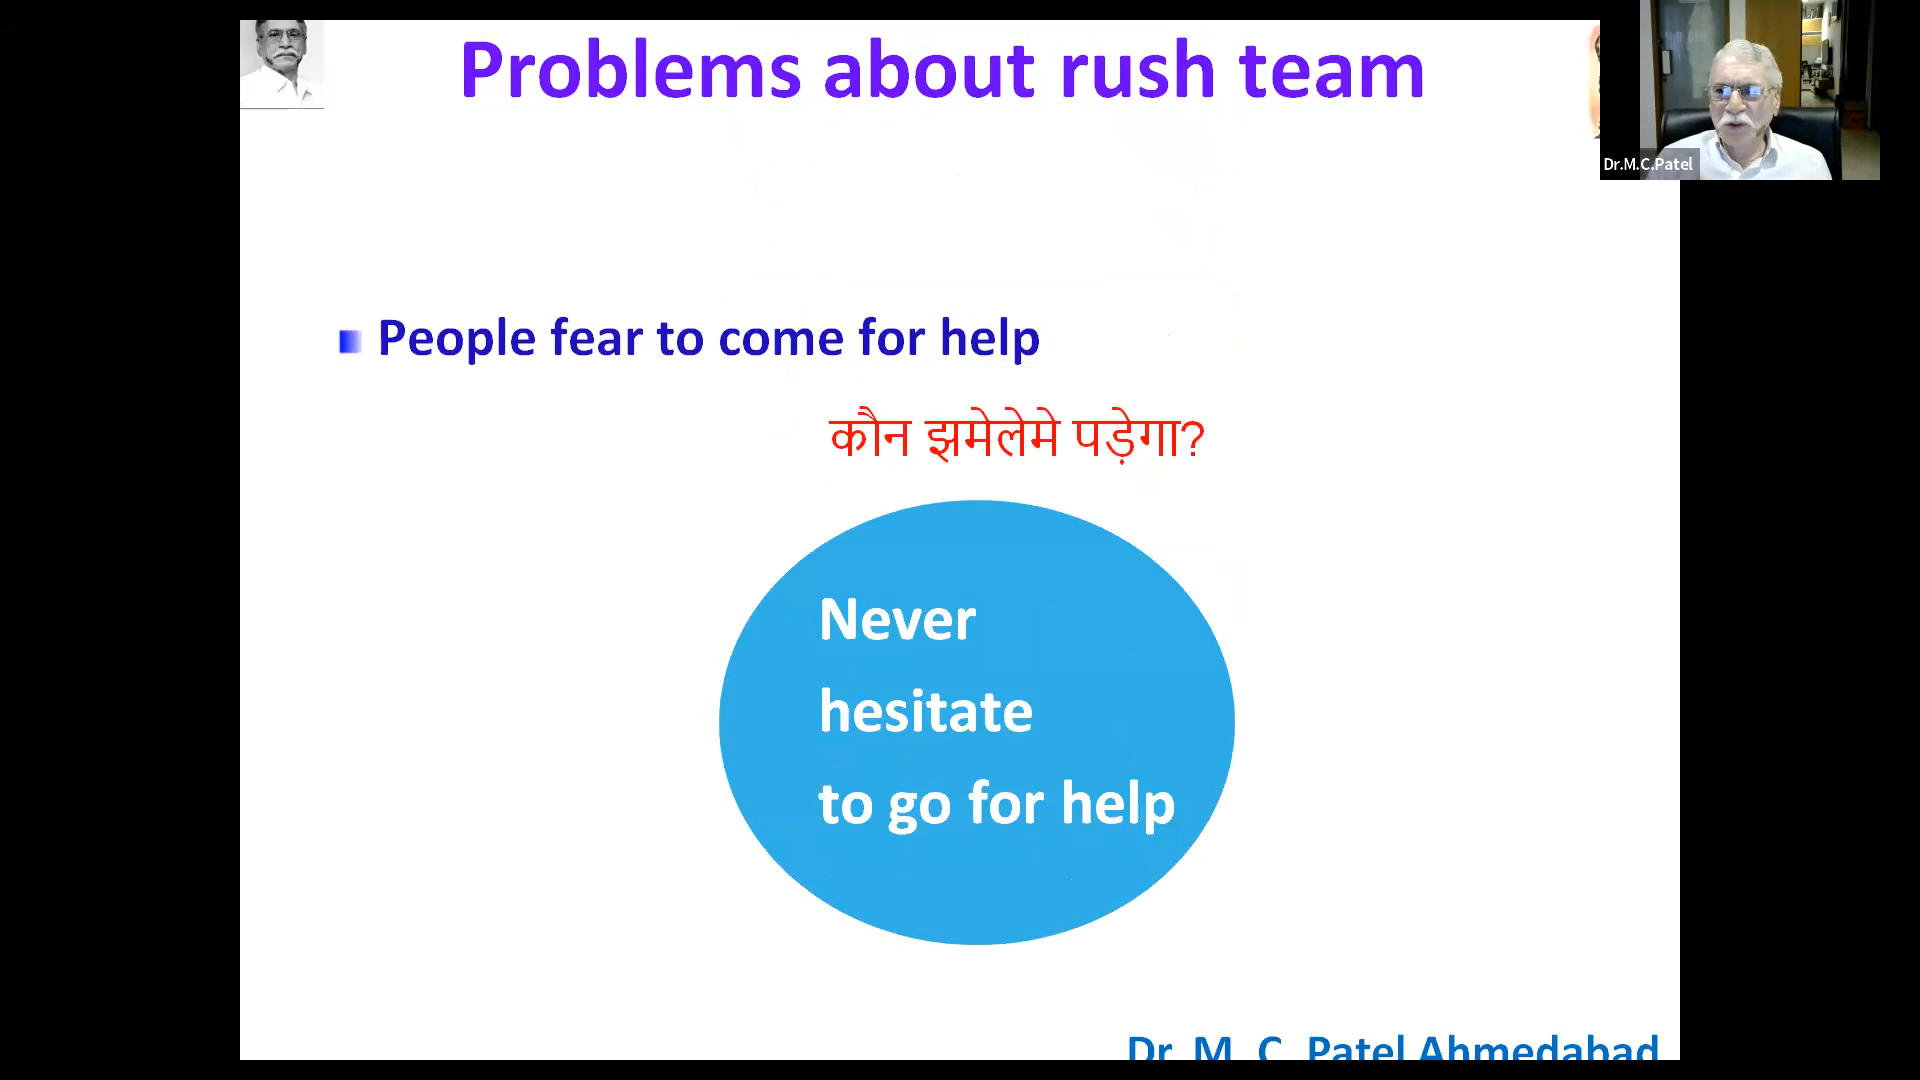 Problems about rush team
Dr.M.C.Patel
People fear to come for help
कौन झमेलेमे पड़ेगा?
Never
hesitate
to go for help
Dr. M. C. Patel Ahmedabad